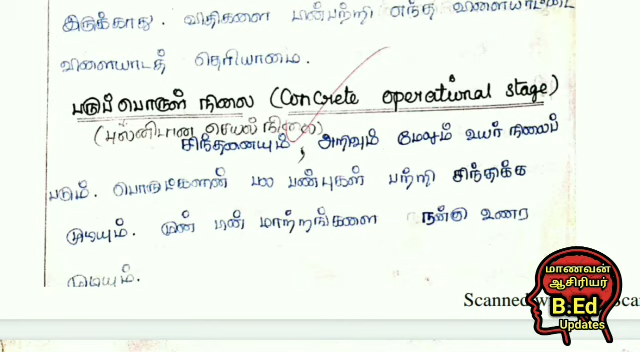 இருக்காது. விதிகளை பின்பற்றி எந்த விளையாட்டை
விளையாடத் தெரியாமை.
பருப்பொருள் நிலை (Concrete operational stage)
(புலனீடான செயல் நிலை)
சிந்தனையும், அறிவும் மேலும் உயர் நிலைப்
படும். பொருட்களின் பல பண்புகள் பற்றி சிந்திக்க
முடியும். முன் பின் மாற்றங்களை நன்கு உணர
முடியும்.
மாணவன்
ஆசிரியர்
B.Ed
Updates
Scanned